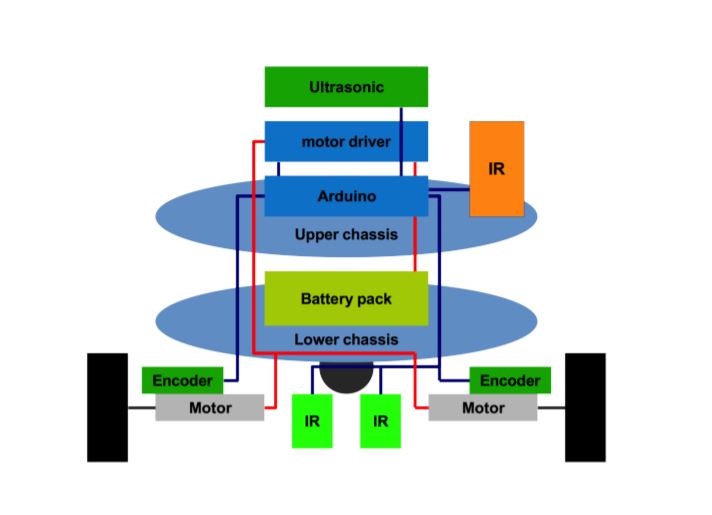 Ultrasonic
motor driver
IR
Arduino
Upper chassis
Battery pack
Lower chassis
Encoder
Encoder
Motor
Motor
IR
IR